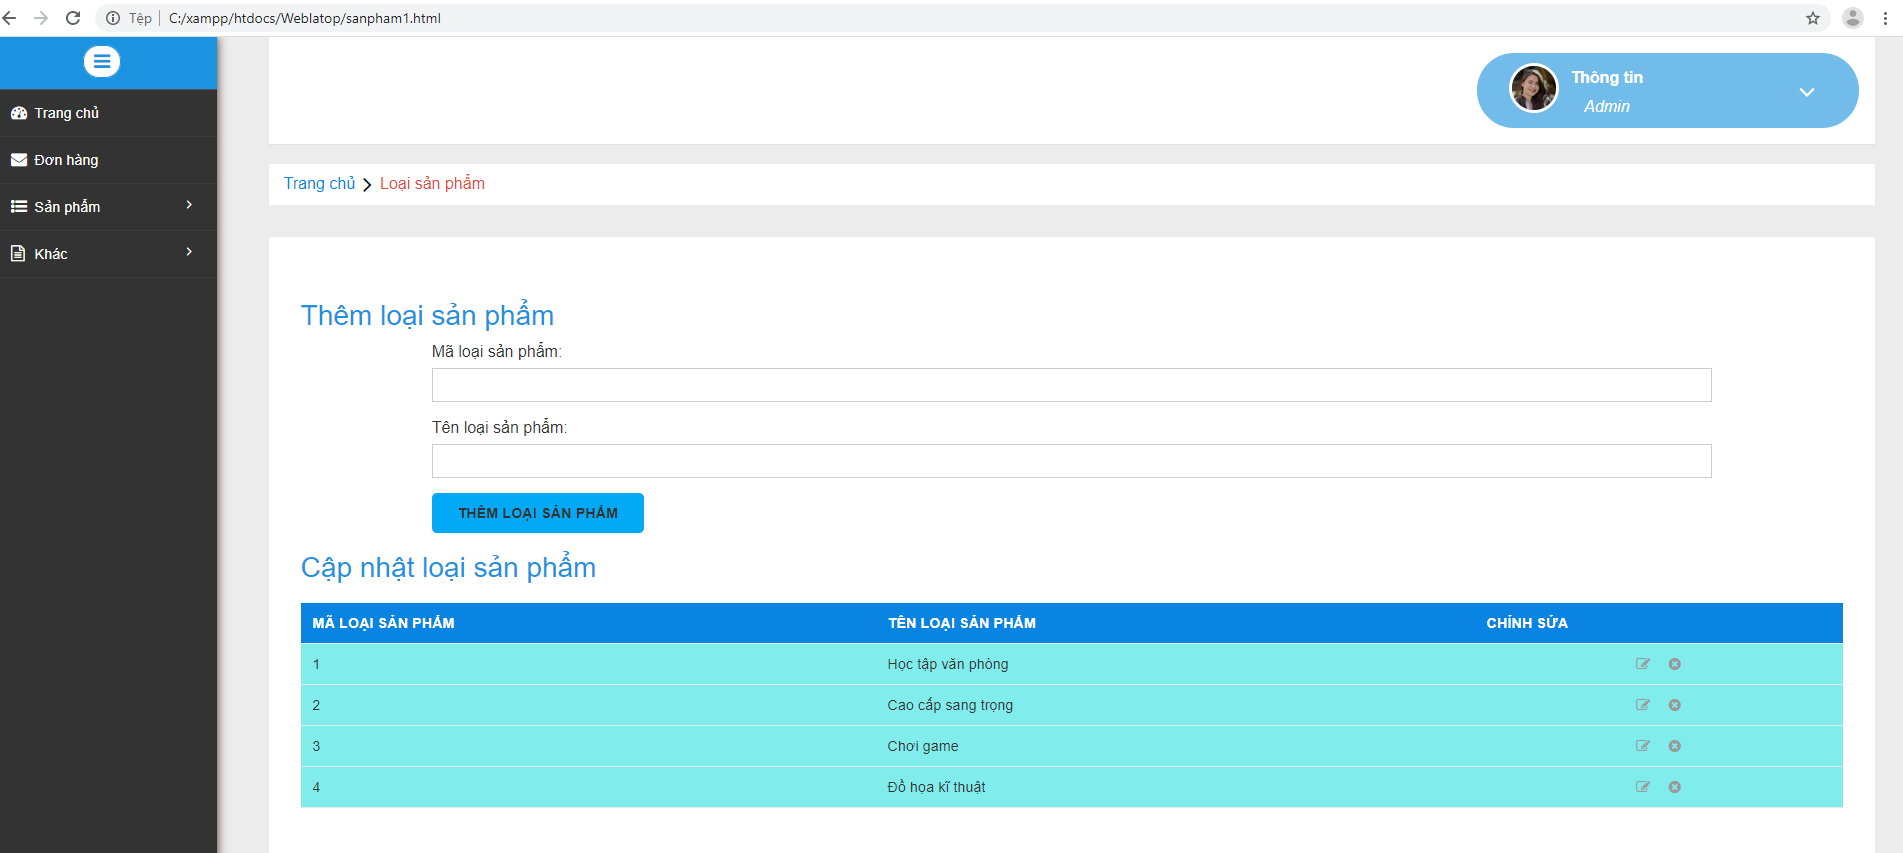 Tệp C:/xampp/htdocs/Weblatop/sanpham1.html
Thông tin
Admin
Trang chủ
Đơn hàng
Sản phẩm
Khác
Trang chủ Loại sản phẩm
Thêm loại sản phẩm
Mã loại sản phẩm:
Tên loại sản phẩm:
THÊM LOẠI SẢN PHẨM
Cập nhật loại sản phẩm
MÃ LOẠI SẢN PHẨM TÊN LOẠI SẢN PHẨM CHỈNH SỬA
1 Học tập văn phòng
2 Cao cấp sang trọng
3 Chơi game
4 Đồ họa kĩ thuật